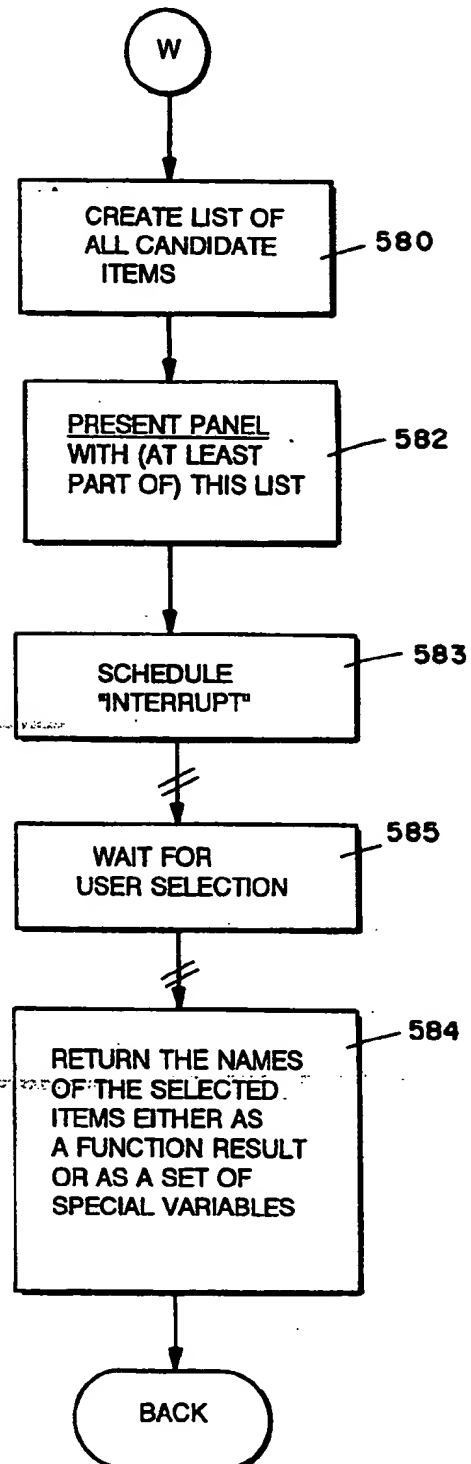 W
CREATE LIST OF
ALL CANDIDATE
ITEMS
580
PRESENT PANEL
WITH (AT LEAST
PART OF) THIS LIST
582
SCHEDULE
"INTERRUPT"
583
WAIT FOR
USER SELECTION
585
RETURN THE NAMES
OF THE SELECTED
ITEMS EITHER AS
A FUNCTION RESULT
OR AS A SET OF
SPECIAL VARIABLES
584
BACK